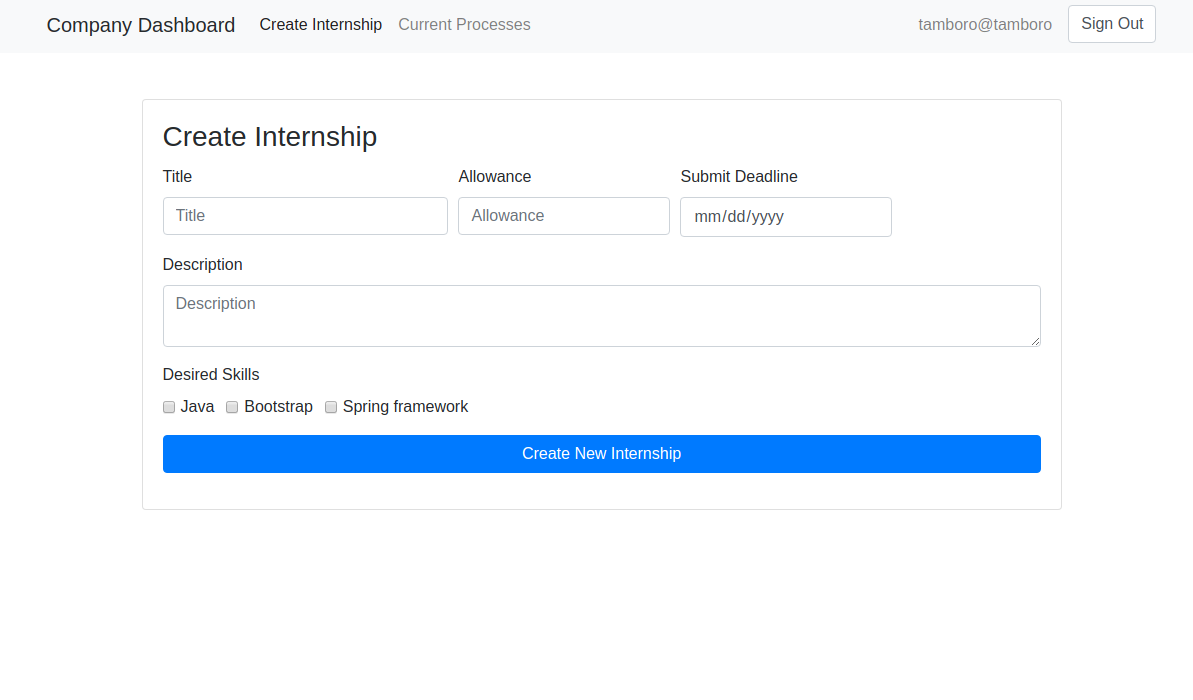 Company Dashboard Create Internship Current Processes tamboro@tamboro Sign Out
Create Internship
Title Allowance Submit Deadline
Title Allowance mm/dd/yyyy
Description
Description
Desired Skills
Java Bootstrap Spring framework
Create New Internship